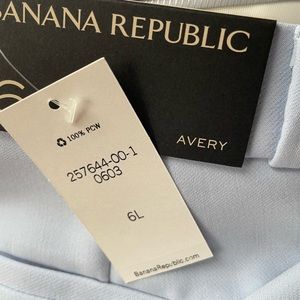 BANANA REPUBLIC
AVERY
100% PCW
257644-00-1
0603
6L
BananaRepublic.com